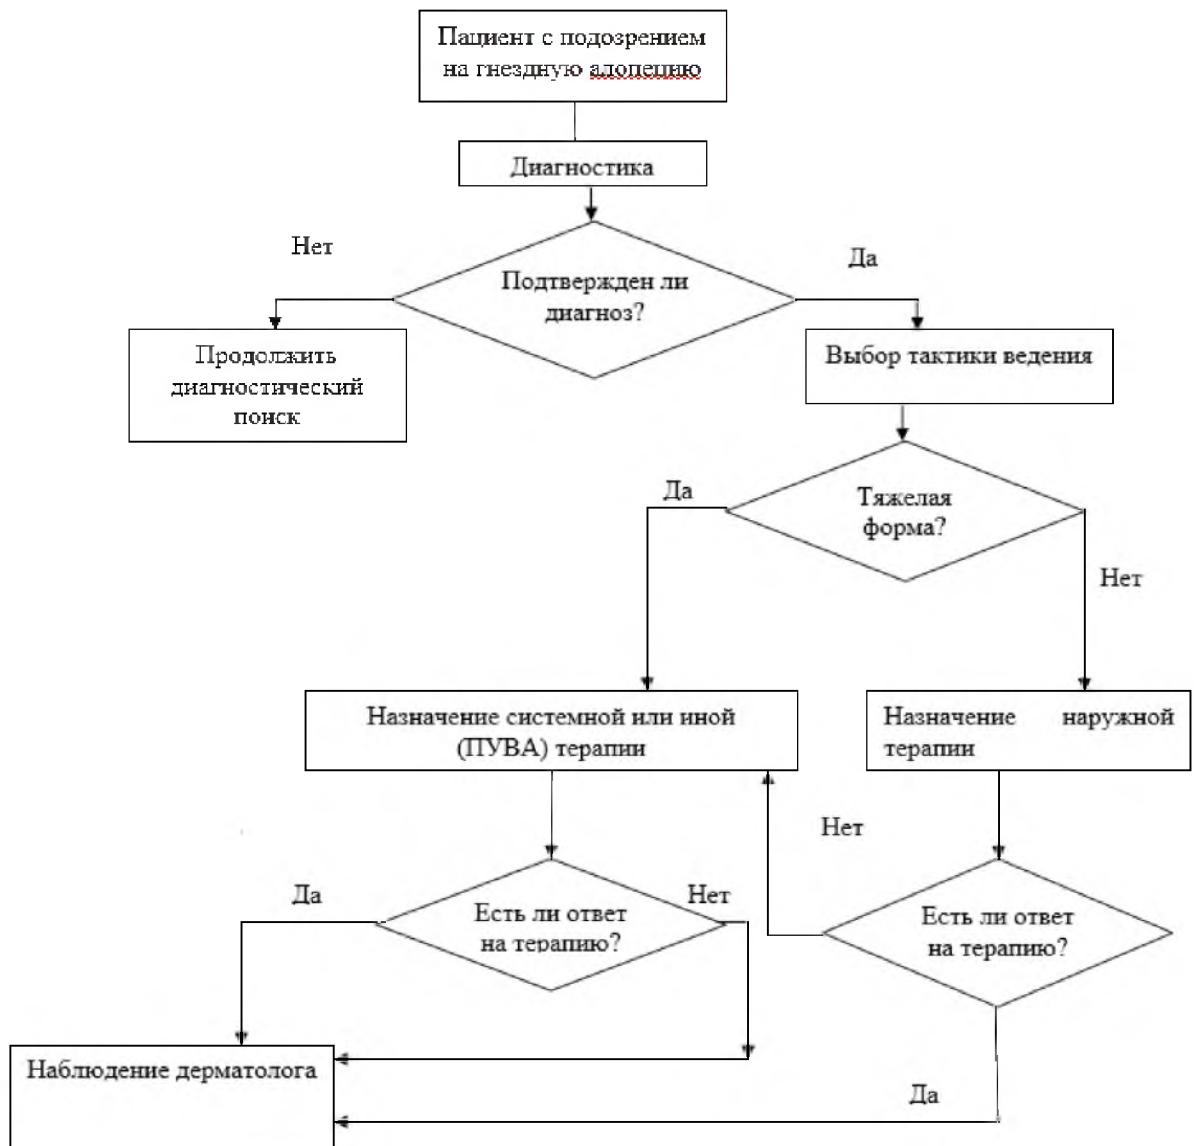 Пациент с подозрением
на гнездную алопецию
Диагностика
Нет
Да
Подтвержден ли
диагноз?
Продолжить
диагностический
поиск
Выбор тактики ведения
Да
Тяжелая
форма?
Нет
Назначение системной или иной
(ПУВА) терапии
Назначение наружной
терапии
Нет
Да
Нет
Есть ли ответ
на терапию?
Есть ли ответ
на терапию?
Наблюдение дерматолога
Да